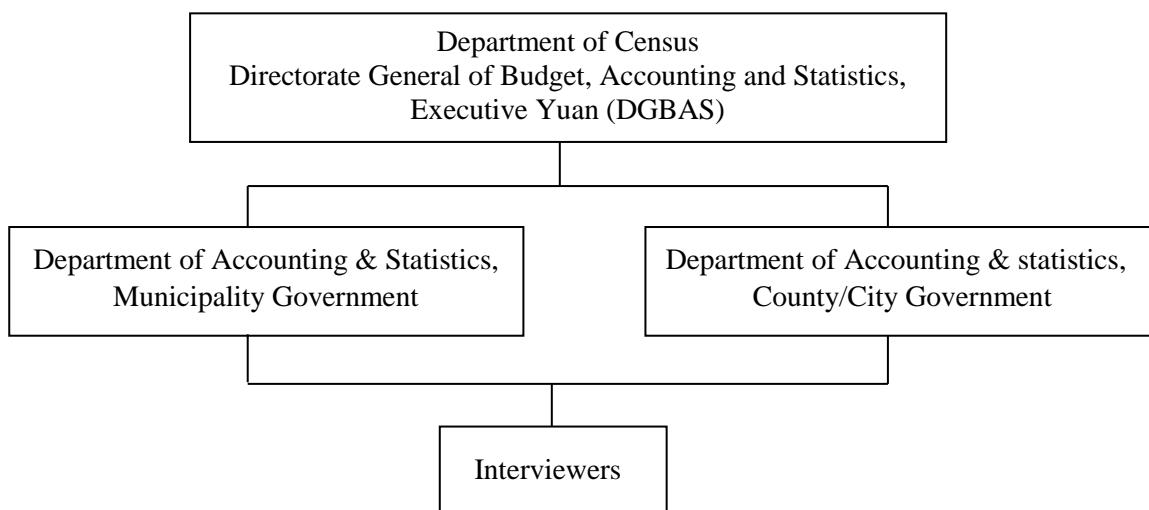 Department of Census
Directorate General of Budget, Accounting and Statistics,
Executive Yuan (DGBAS)
Department of Accounting & Statistics,
Municipality Government
Department of Accounting & statistics,
County/City Government
Interviewers